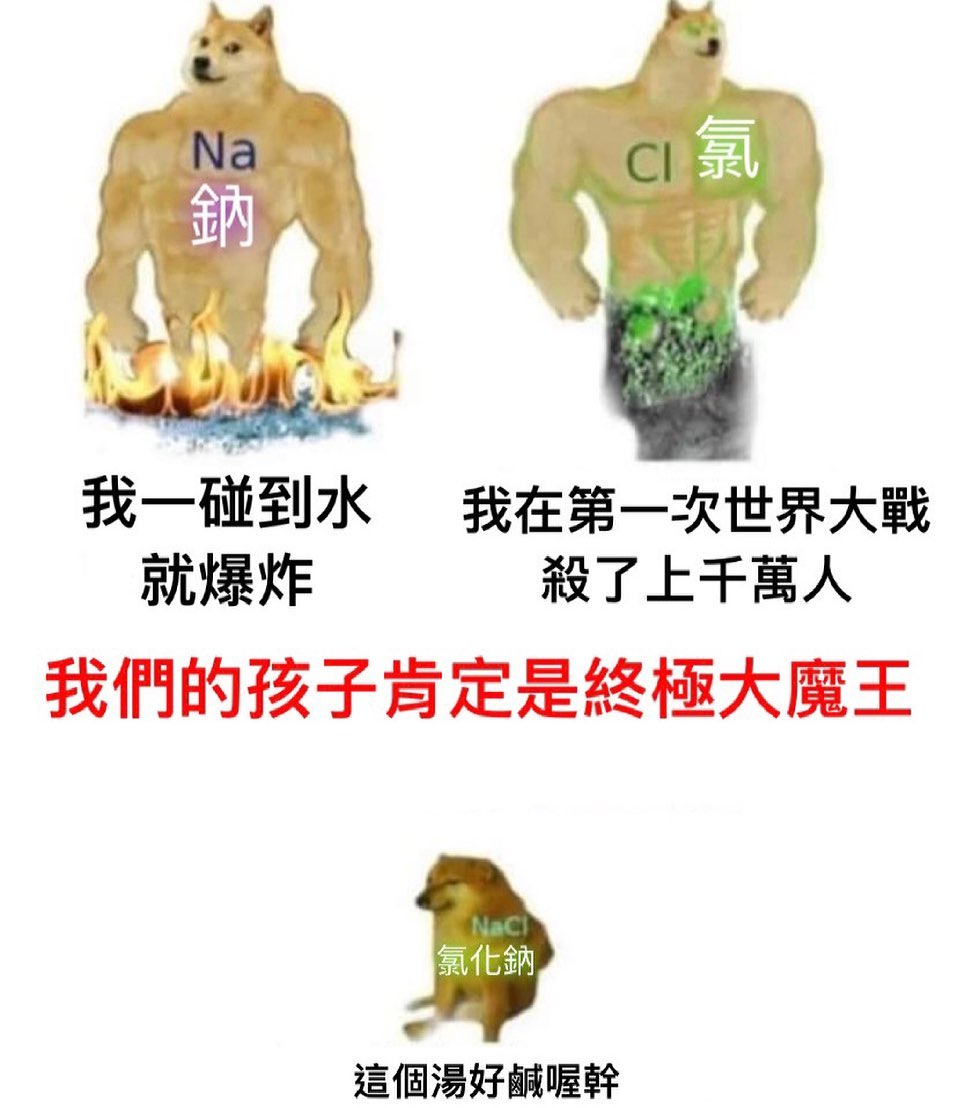 Na
鈉
Cl 氯
我一碰到水
就爆炸
我在第一次世界大戰
殺了上千萬人
我們的孩子肯定是終極大魔王
NaCl
氯化鈉
這個湯好鹹喔幹